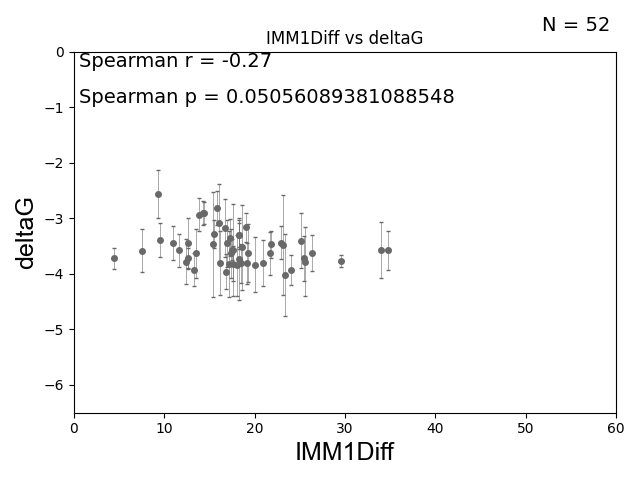 N = 52
IMM1Diff vs deltaG
Spearman r = -0.27
Spearman p = 0.05056089381088548
0
−1
−2
−3
−4
−5
−6
deltaG
0 10 20 30 40 50 60
IMM1Diff